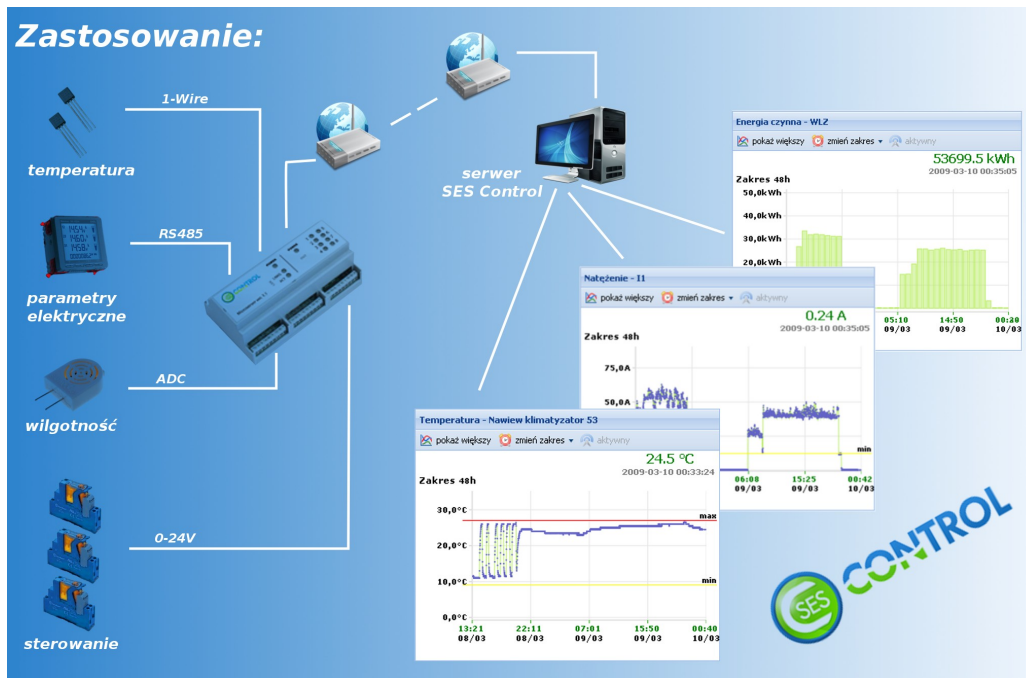 Zastosowanie:
1-Wire
temperatura
RS485
parametry
elektryczne
ADC
wilgotność
0-24V
sterowanie
CONTROL
serwer
SES Control
Energia czynna - WLZ
pokaż większy zmień zakres aktywny
53699.5 kWh
2009-03-10 00:35:05
Zakres 48h
50,0kWh
40,0kWh
30,0kWh
20,0kWh
05:10 14:50 00:20
09/03 09/03 10/03
Natężenie - I1
pokaż większy zmień zakres aktywny
0.24 A
2009-03-10 00:35:05
Zakres 48h
75,0A
50,0A
min
06:08 15:25 00:42
09/03 09/03 10/03
Temperatura - Nawiew klimatyzator 53
pokaż większy zmień zakres aktywny
24.5 °C
2009-03-10 00:33:24
Zakres 48h
30,0°C
max
20,0°C
10,0°C
min
0,0°C
13:21 22:11 07:01 15:50 00:40
08/03 08/03 09/03 09/03 10/03
SES CONTROL